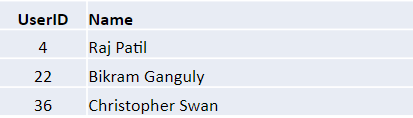 UserID Name
4 Raj Patil
22 Bikram Ganguly
36 Christopher Swan